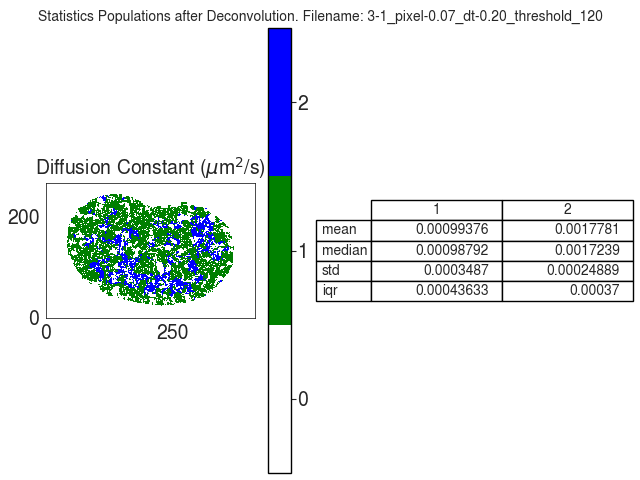 Statistics Populations after Deconvolution. Filename: 3-1_pixel-0.07_dt-0.20_threshold_120
Diffusion Constant (μm²/s)
200
0
0 250
2
1
0
1 2
mean 0.00099376 0.0017781
median 0.00098792 0.0017239
std 0.0003487 0.00024889
iqr 0.00043633 0.00037